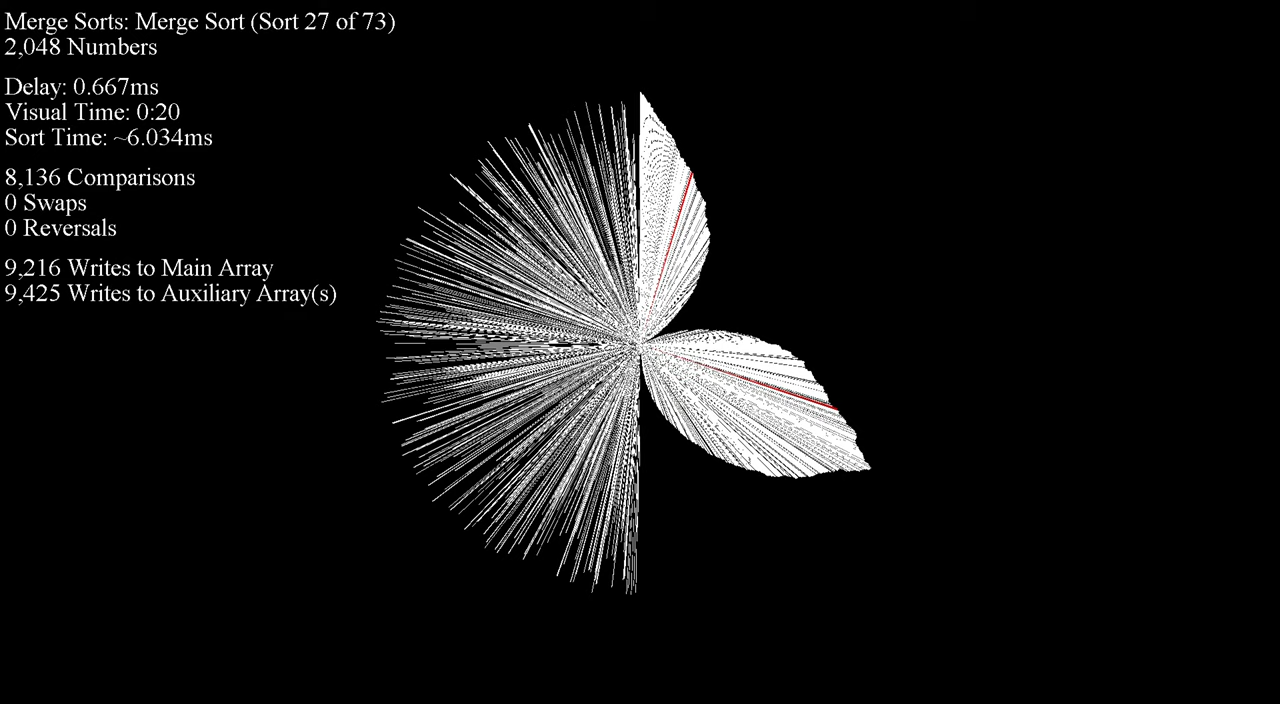 Merge Sorts: Merge Sort (Sort 27 of 73)
2,048 Numbers
Delay: 0.667ms
Visual Time: 0:20
Sort Time: ~6.034ms
8,136 Comparisons
0 Swaps
0 Reversals
9,216 Writes to Main Array
9,425 Writes to Auxiliary Array(s)